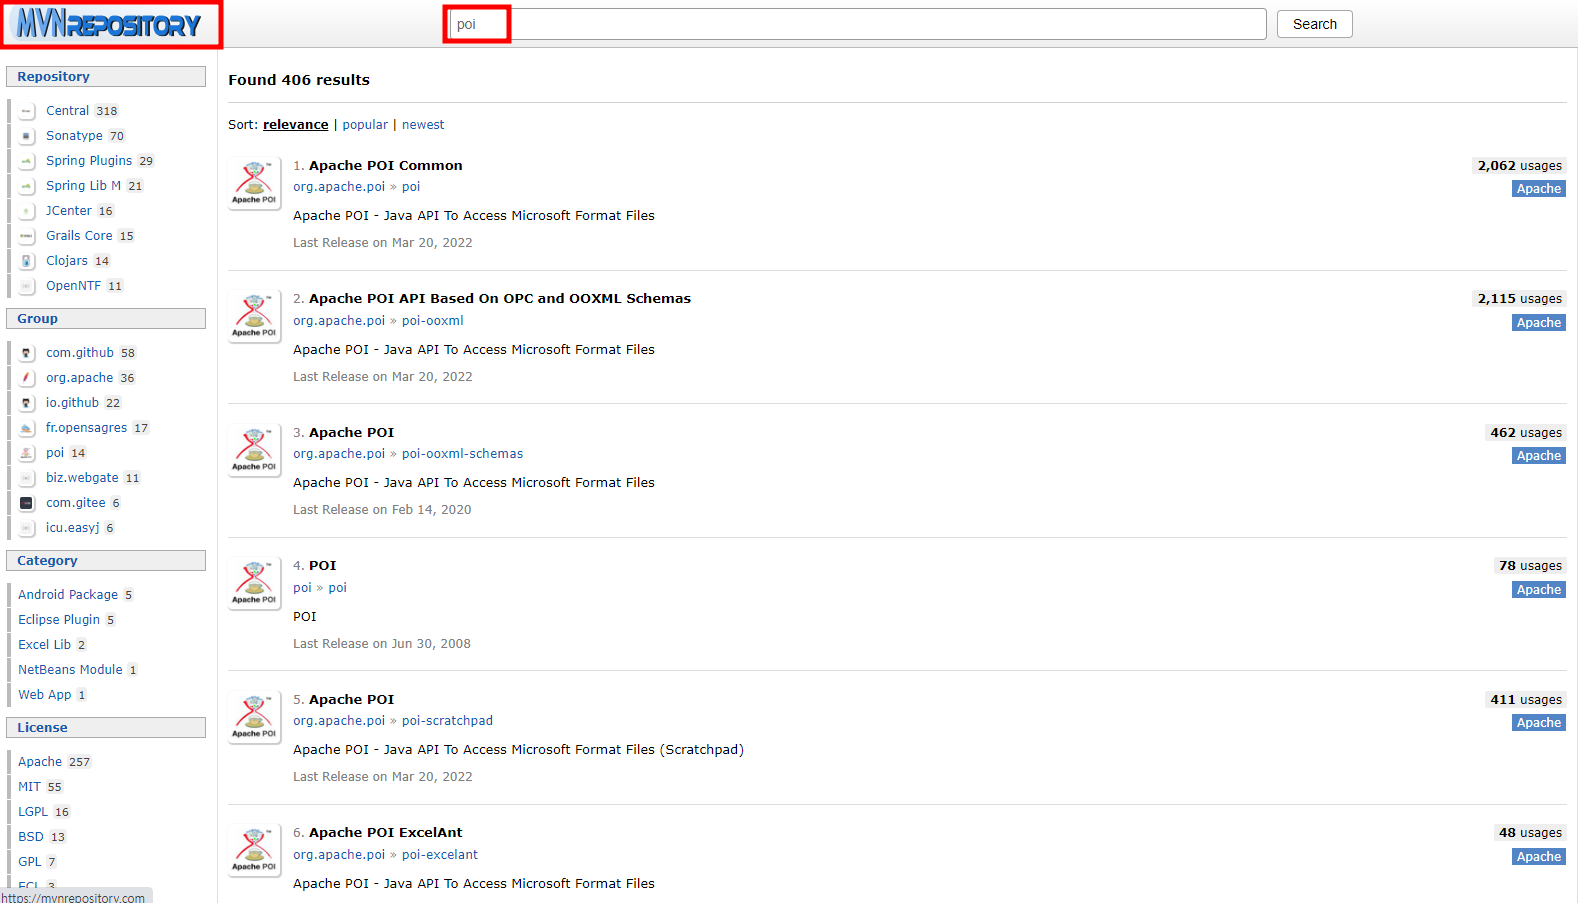 MVNREPOSITORY
poi
Search
Repository
Central 318
Sonatype 70
Spring Plugins 29
Spring Lib M 21
JCenter 16
Grails Core 15
Clojars 14
OpenNTF 11
Group
com.github 58
org.apache 36
io.github 22
fr.opensagres 17
poi 14
biz.webgate 11
com.gitee 6
icu.easyj 6
Category
Android Package 5
Eclipse Plugin 5
Excel Lib 2
NetBeans Module 1
Web App 1
License
Apache 257
MIT 55
LGPL 16
BSD 13
GPL 7
https://mvnrepository.com
Found 406 results
Sort: relevance | popular | newest
1. Apache POI Common
2,062 usages
org.apache.poi » poi
Apache
Apache POI - Java API To Access Microsoft Format Files
Last Release on Mar 20, 2022
Apache POI
2. Apache POI API Based On OPC and OOXML Schemas
2,115 usages
org.apache.poi » poi-ooxml
Apache
Apache POI - Java API To Access Microsoft Format Files
Last Release on Mar 20, 2022
Apache POI
3. Apache POI
462 usages
org.apache.poi » poi-ooxml-schemas
Apache
Apache POI - Java API To Access Microsoft Format Files
Last Release on Feb 14, 2020
Apache POI
4. POI
78 usages
poi » poi
Apache
POI
Last Release on Jun 30, 2008
Apache POI
5. Apache POI
411 usages
org.apache.poi » poi-scratchpad
Apache
Apache POI - Java API To Access Microsoft Format Files (Scratchpad)
Last Release on Mar 20, 2022
Apache POI
6. Apache POI ExcelAnt
48 usages
org.apache.poi » poi-excelant
Apache
Apache POI - Java API To Access Microsoft Format Files
Apache POI